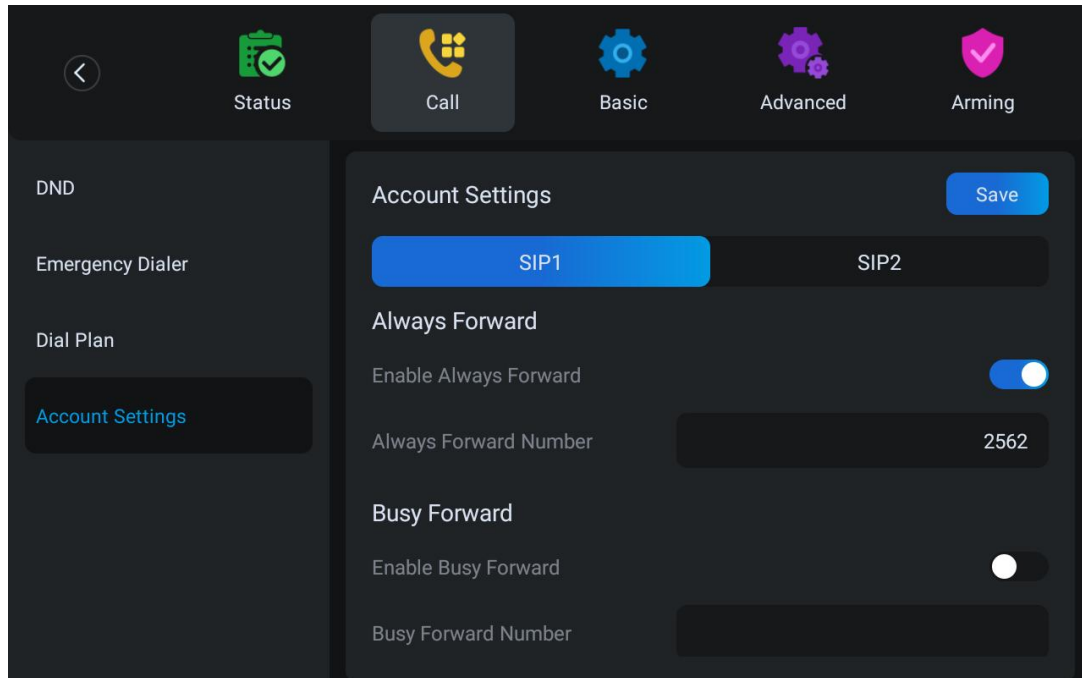 Status
Call
Basic
Advanced
Arming
DND
Emergency Dialer
Dial Plan
Account Settings
Account Settings
Save
SIP1
SIP2
Always Forward
Enable Always Forward
Always Forward Number
2562
Busy Forward
Enable Busy Forward
Busy Forward Number